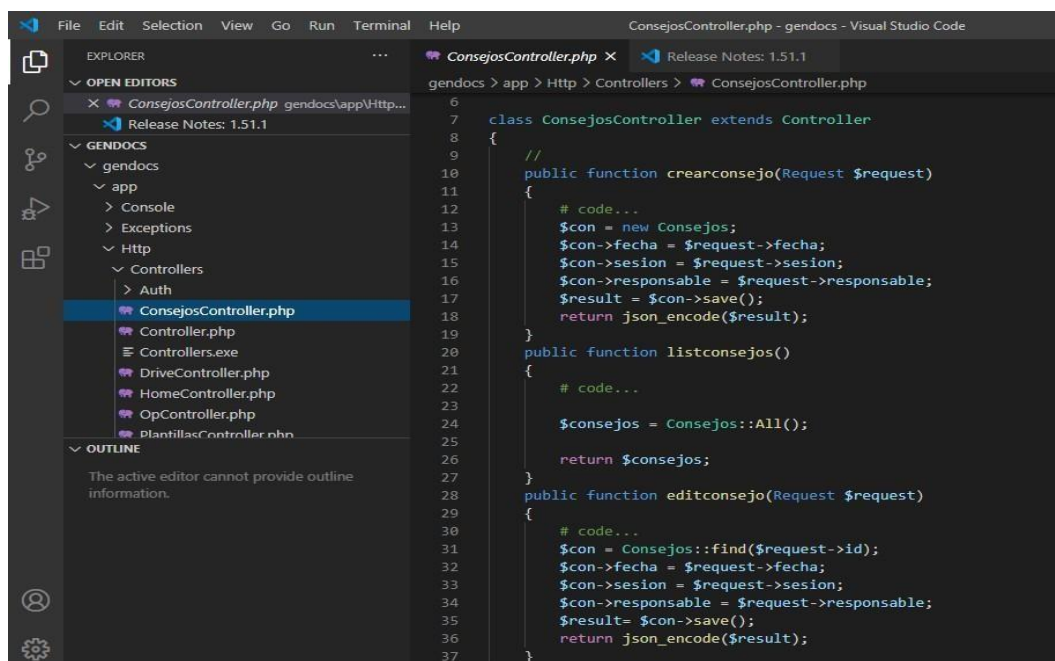 File Edit Selection View Go Run Terminal Help ConsejosController.php - gendocs - Visual Studio Code
EXPLORER ...
OPEN EDITORS
ConsejosController.php gendocs\app\Http...
Release Notes: 1.51.1
GENDOCS
gendocs
app
Console
Exceptions
Http
Controllers
Auth
ConsejosController.php
Controller.php
Controllers.exe
DriveController.php
HomeController.php
OpController.php
PlantillasController.php
OUTLINE
The active editor cannot provide outline
information.
ConsejosController.php Release Notes: 1.51.1
gendocs > app > Http > Controllers > ConsejosController.php
6
7 class ConsejosController extends Controller
8 {
9 //
10 public function crearconsejo(Request $request)
11 {
12 # code...
13 $con = new Consejos;
14 $con->fecha = $request->fecha;
15 $con->sesion = $request->sesion;
16 $con->responsable = $request->responsable;
17 $result = $con->save();
18 return json_encode($result);
19 }
20 public function listconsejos()
21 {
22 # code...
23
24 $consejos = Consejos::All();
25
26 return $consejos;
27 }
28 public function editconsejo(Request $request)
29 {
30 # code...
31 $con = Consejos::find($request->id);
32 $con->fecha = $request->fecha;
33 $con->sesion = $request->sesion;
34 $con->responsable = $request->responsable;
35 $result= $con->save();
36 return json_encode($result);
37 }